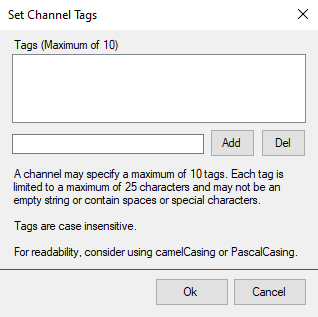 Set Channel Tags
Tags (Maximum of 10)
Add
Del
A channel may specify a maximum of 10 tags. Each tag is
limited to a maximum of 25 characters and may not be an
empty string or contain spaces or special characters.
Tags are case insensitive.
For readability, consider using camelCasing or PascalCasing.
Ok
Cancel